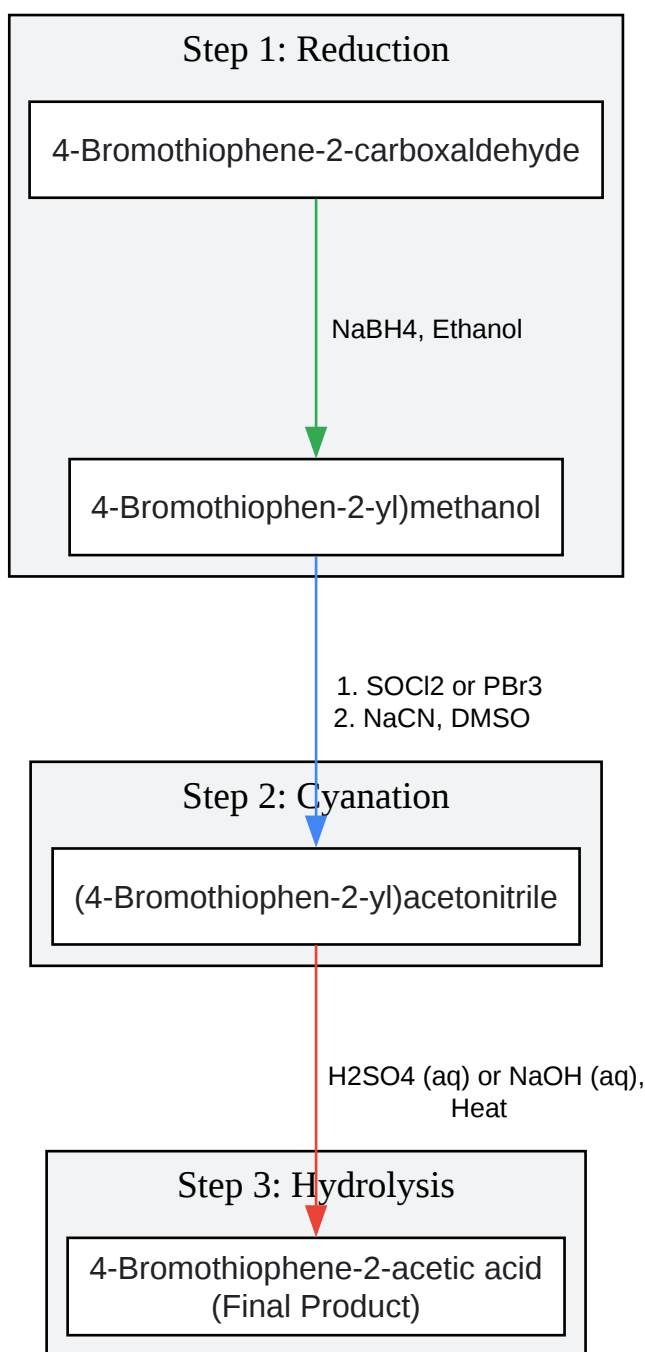 Step 1: Reduction
4-Bromothiophene-2-carboxaldehyde
NaBH4, Ethanol
4-Bromothiophen-2-yl)methanol
1. SOCl2 or PBr3
2. NaCN, DMSO
Step 2: Cyanation
(4-Bromothiophen-2-yl)acetonitrile
H2SO4 (aq) or NaOH (aq),
Heat
Step 3: Hydrolysis
4-Bromothiophene-2-acetic acid
(Final Product)